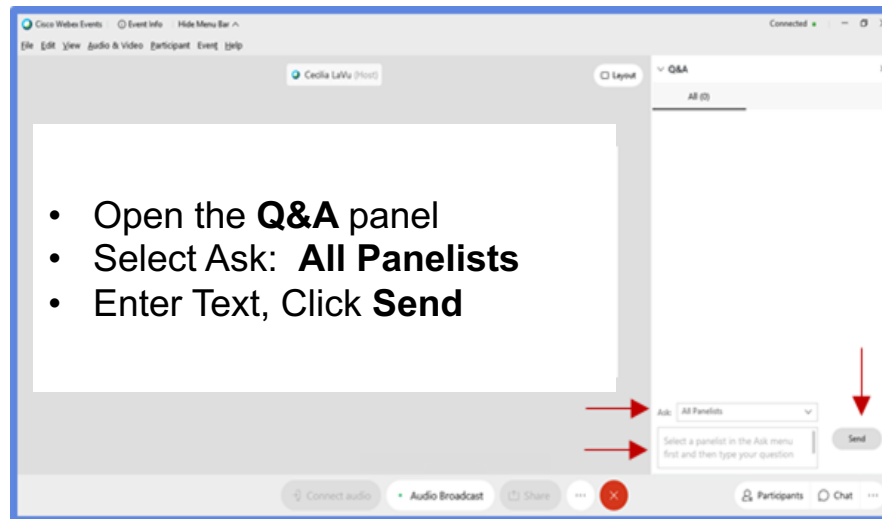 Cisco Webex Events Event Info Hide Menu Bar Connected
File Edit View Audio & Video Participant Event Help
Cecilia LaVu (Host)
Layout
Q&A
All (0)
• Open the Q&A panel
• Select Ask: All Panelists
• Enter Text, Click Send
Ask: All Panelists
Select a panelist in the Ask menu
first and then type your question
Send
Connect audio Audio Broadcast Share ... Participants Chat ...